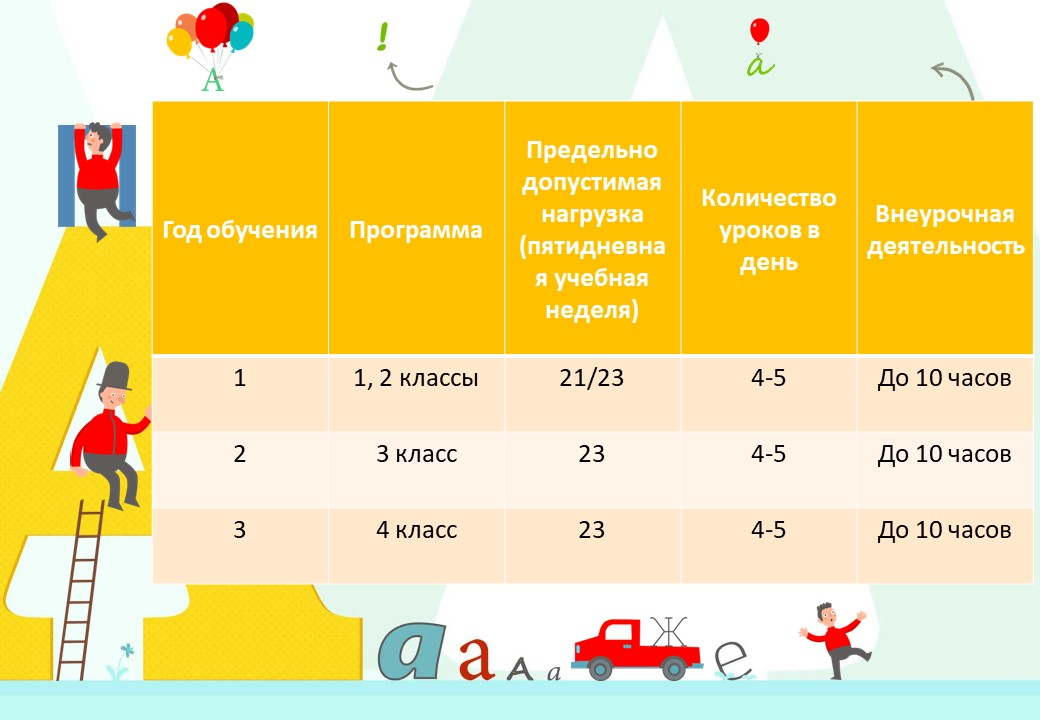 А
!
а
Год обучения
Программа
Предельно
допустимая
нагрузка
(пятидневна
я учебная
неделя)
Количество
уроков в
день
Внеурочная
деятельность
1
1, 2 классы
21/23
4-5
До 10 часов
2
3 класс
23
4-5
До 10 часов
3
4 класс
23
4-5
До 10 часов
а а А а Ж е